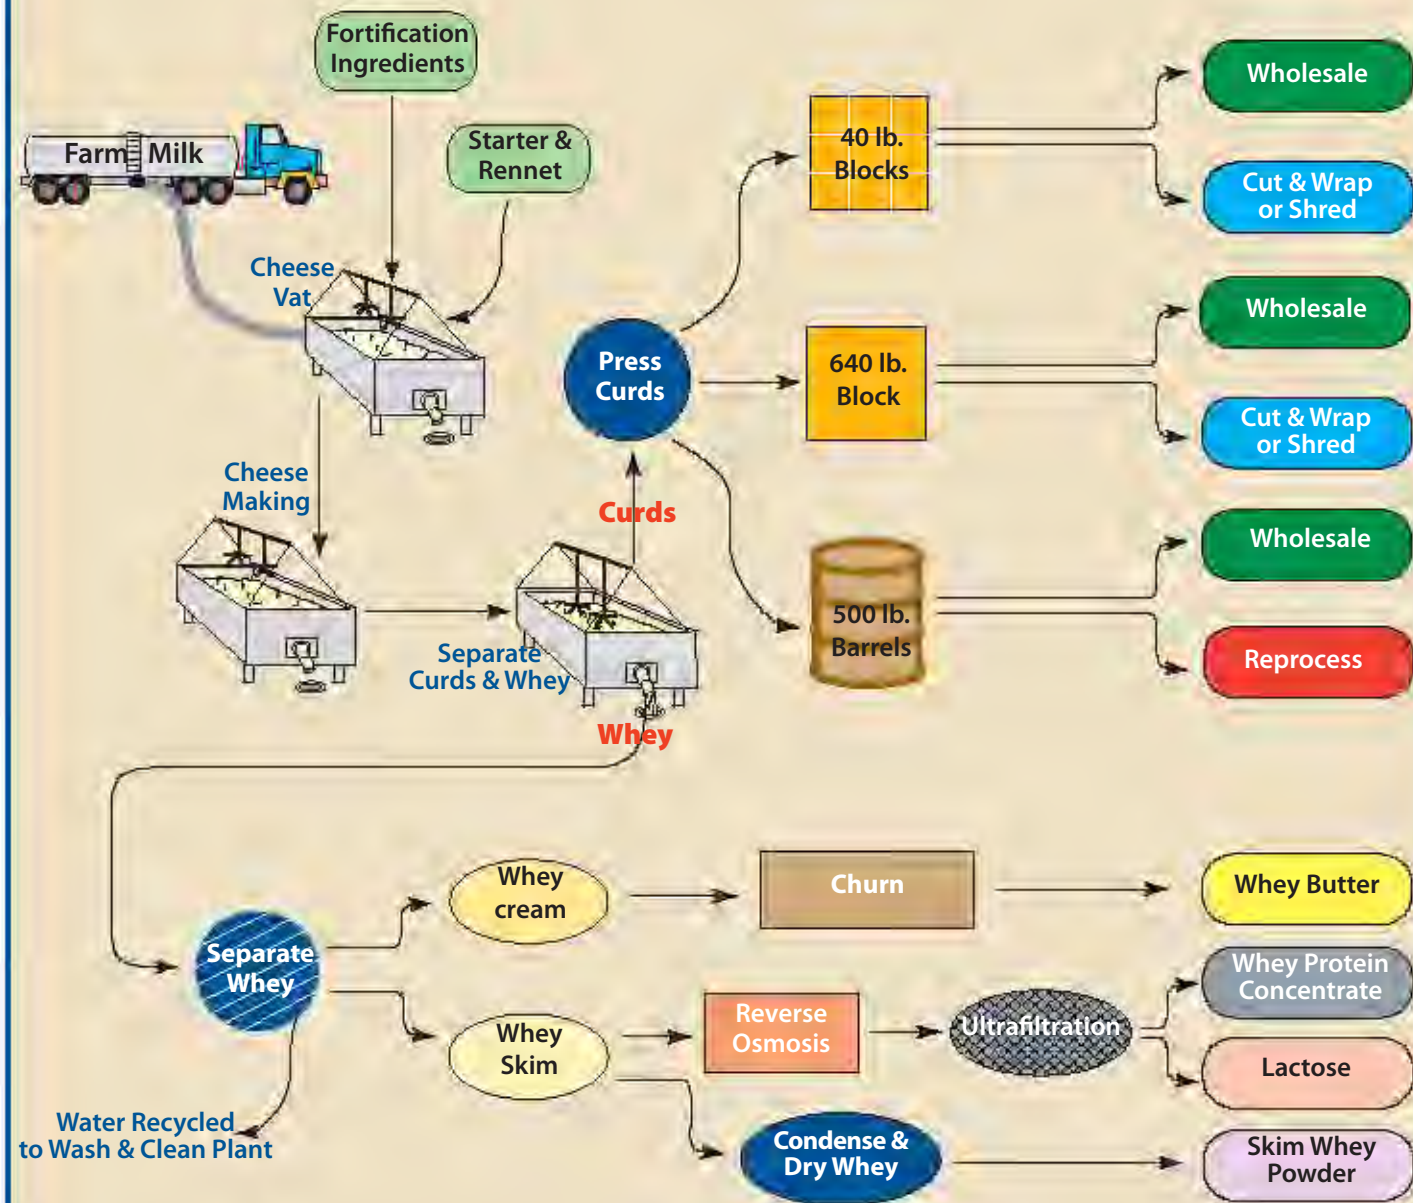 Fortification
Ingredients
Farm Milk
Starter &
Rennet
Cheese
Vat
Cheese
Making
Separate
Curds & Whey
Curds
Whey
Press
Curds
40 lb.
Blocks
Wholesale
Cut & Wrap
or Shred
640 lb.
Block
Wholesale
Cut & Wrap
or Shred
500 lb.
Barrels
Wholesale
Reprocess
Separate
Whey
Water Recycled
to Wash & Clean Plant
Whey
cream
Churn
Whey Butter
Whey
Skim
Reverse
Osmosis
Ultrafiltration
Whey Protein
Concentrate
Lactose
Condense &
Dry Whey
Skim Whey
Powder